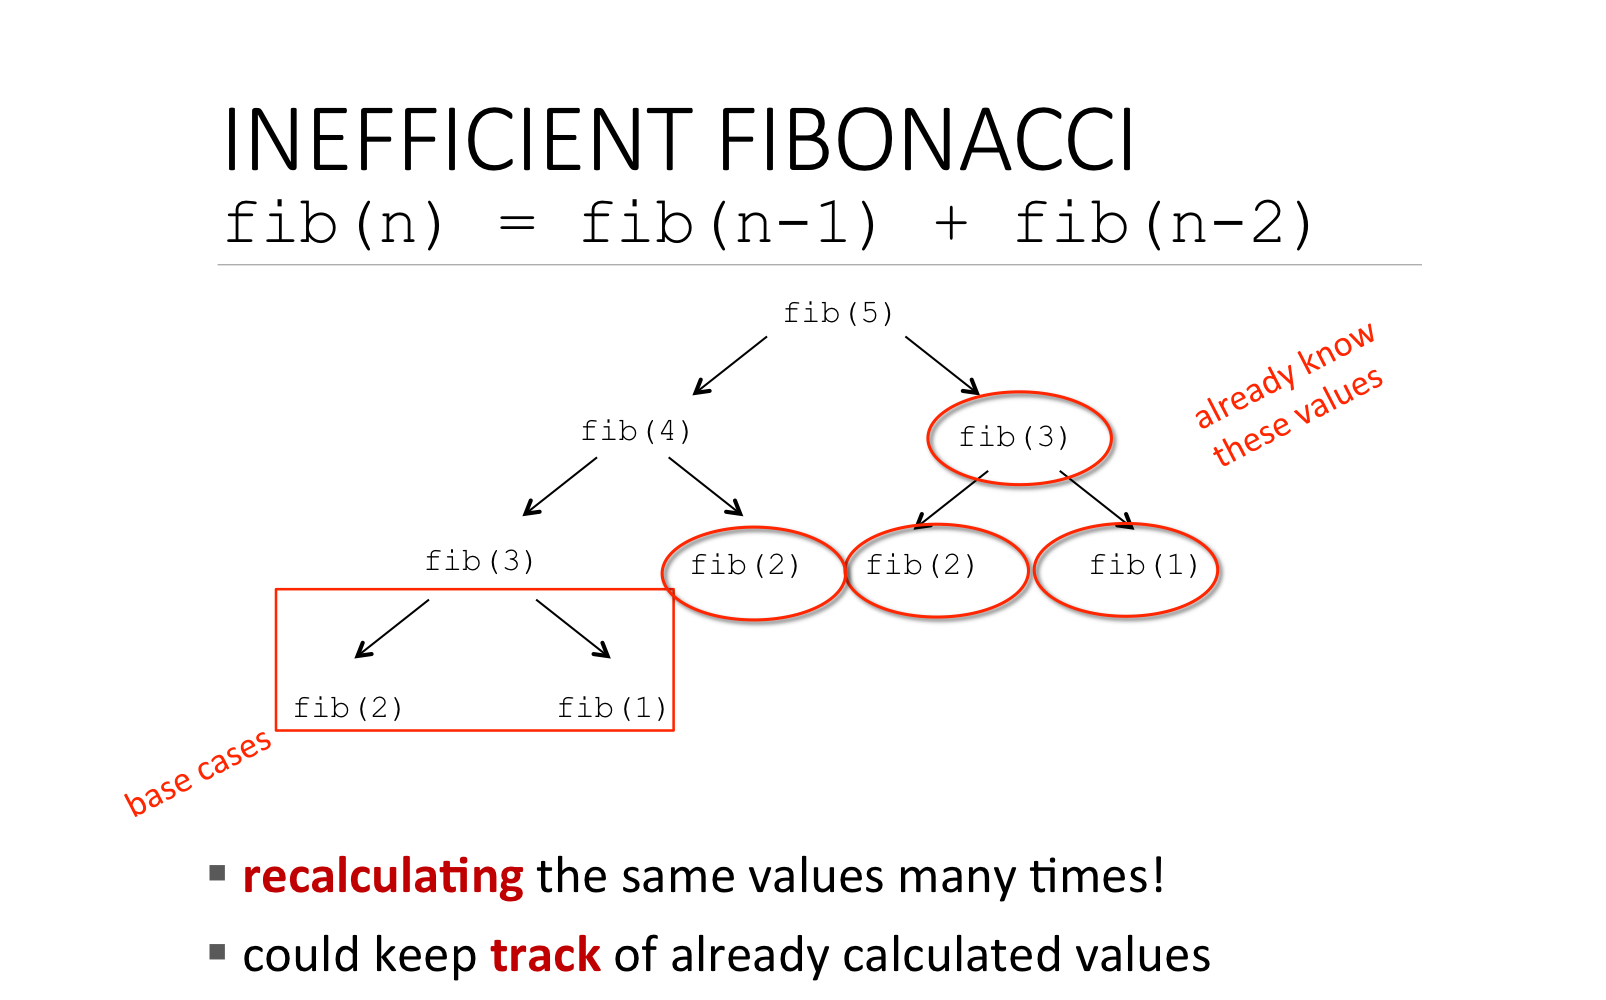 INEFFICIENT FIBONACCI
fib(n) = fib(n-1) + fib(n-2)
fib(5)
already know
these values
fib(4)
fib(3)
fib(3)
fib(2)
fib(2)
fib(1)
fib(2)
fib(1)
base cases
▪ recalculating the same values many times!
▪ could keep track of already calculated values